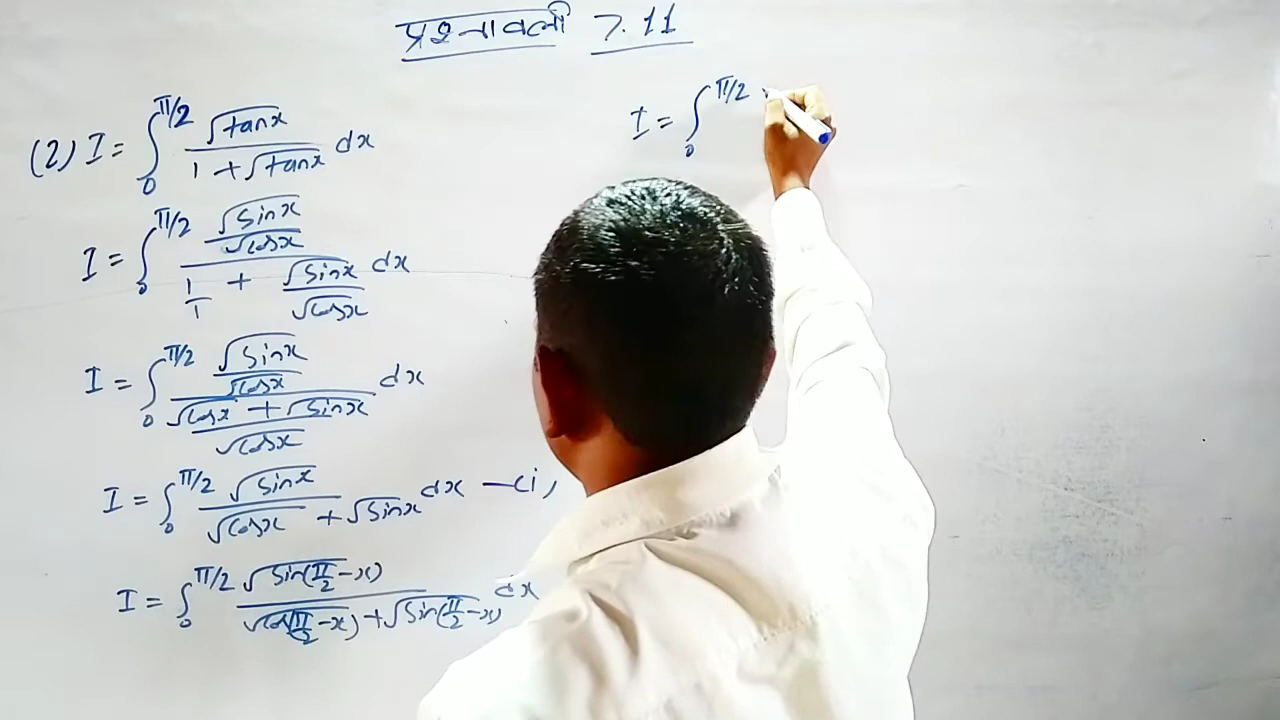 प्रश्नावली 7.11
(2) I = ∫₀^π/2 √tanx / (1 + √tanx) dx
I = ∫₀^π/2 (√sinx / √cosx) / (1/1 + √sinx / √cosx) dx
I = ∫₀^π/2 (√sinx / √cosx) / ((√cosx + √sinx) / √cosx) dx
I = ∫₀^π/2 √sinx / (√cosx + √sinx) dx —(i)
I = ∫₀^π/2 √sin(π/2 - x) / (√cos(π/2 - x) + √sin(π/2 - x)) dx
I = ∫₀^π/2